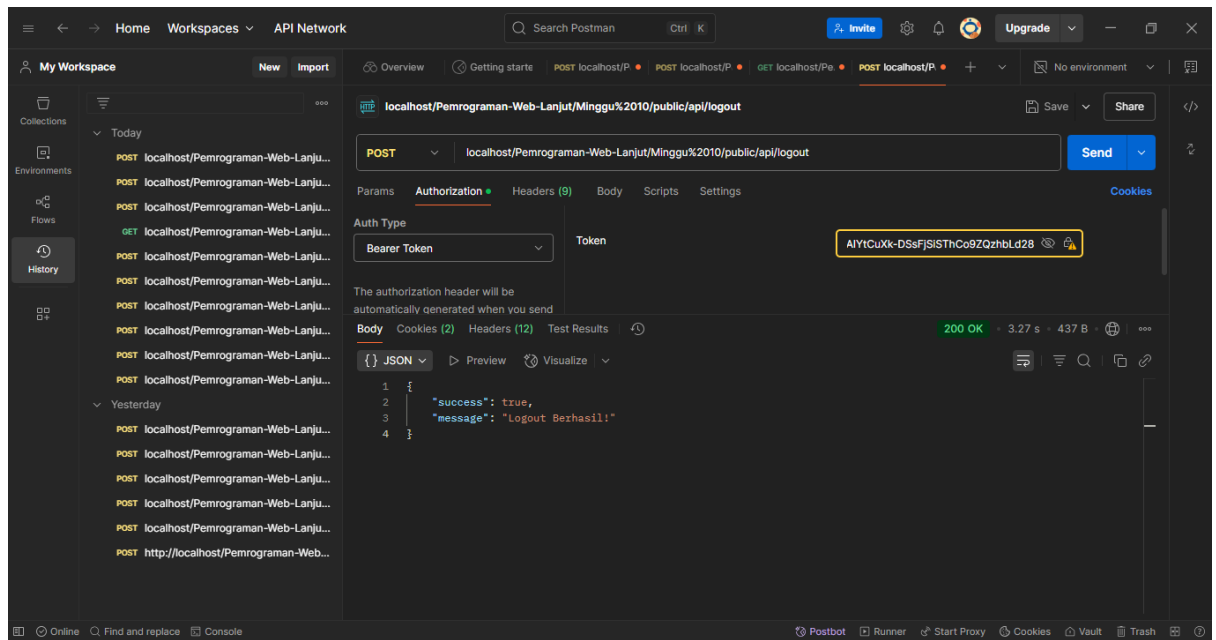 Home Workspaces API Network Search Postman Ctrl K Invite Upgrade
My Workspace New Import Overview Getting starte POST localhost/P. POST localhost/P. GET localhost/Pe. POST localhost/P. No environment
Collections
Environments
Flows
History
Today
POST localhost/Pemrograman-Web-Lanju...
POST localhost/Pemrograman-Web-Lanju...
POST localhost/Pemrograman-Web-Lanju...
GET localhost/Pemrograman-Web-Lanju...
POST localhost/Pemrograman-Web-Lanju...
POST localhost/Pemrograman-Web-Lanju...
POST localhost/Pemrograman-Web-Lanju...
POST localhost/Pemrograman-Web-Lanju...
POST localhost/Pemrograman-Web-Lanju...
POST localhost/Pemrograman-Web-Lanju...
Yesterday
POST localhost/Pemrograman-Web-Lanju...
POST localhost/Pemrograman-Web-Lanju...
POST localhost/Pemrograman-Web-Lanju...
POST localhost/Pemrograman-Web-Lanju...
POST localhost/Pemrograman-Web-Lanju...
POST http://localhost/Pemrograman-Web...
HTTP localhost/Pemrograman-Web-Lanjut/Minggu%2010/public/api/logout Save Share
POST localhost/Pemrograman-Web-Lanjut/Minggu%2010/public/api/logout Send
Params Authorization Headers (9) Body Scripts Settings Cookies
Auth Type
Bearer Token
The authorization header will be
automatically generated when you send
Token AlYtCuXk-DSsFjSiSThCo9ZQzhbLd28
Body Cookies (2) Headers (12) Test Results 200 OK 3.27 s 437 B
{} JSON Preview Visualize
1 {
2 "success": true,
3 "message": "Logout Berhasil!"
4 }
Online Find and replace Console Postbot Runner Start Proxy Cookies Vault Trash